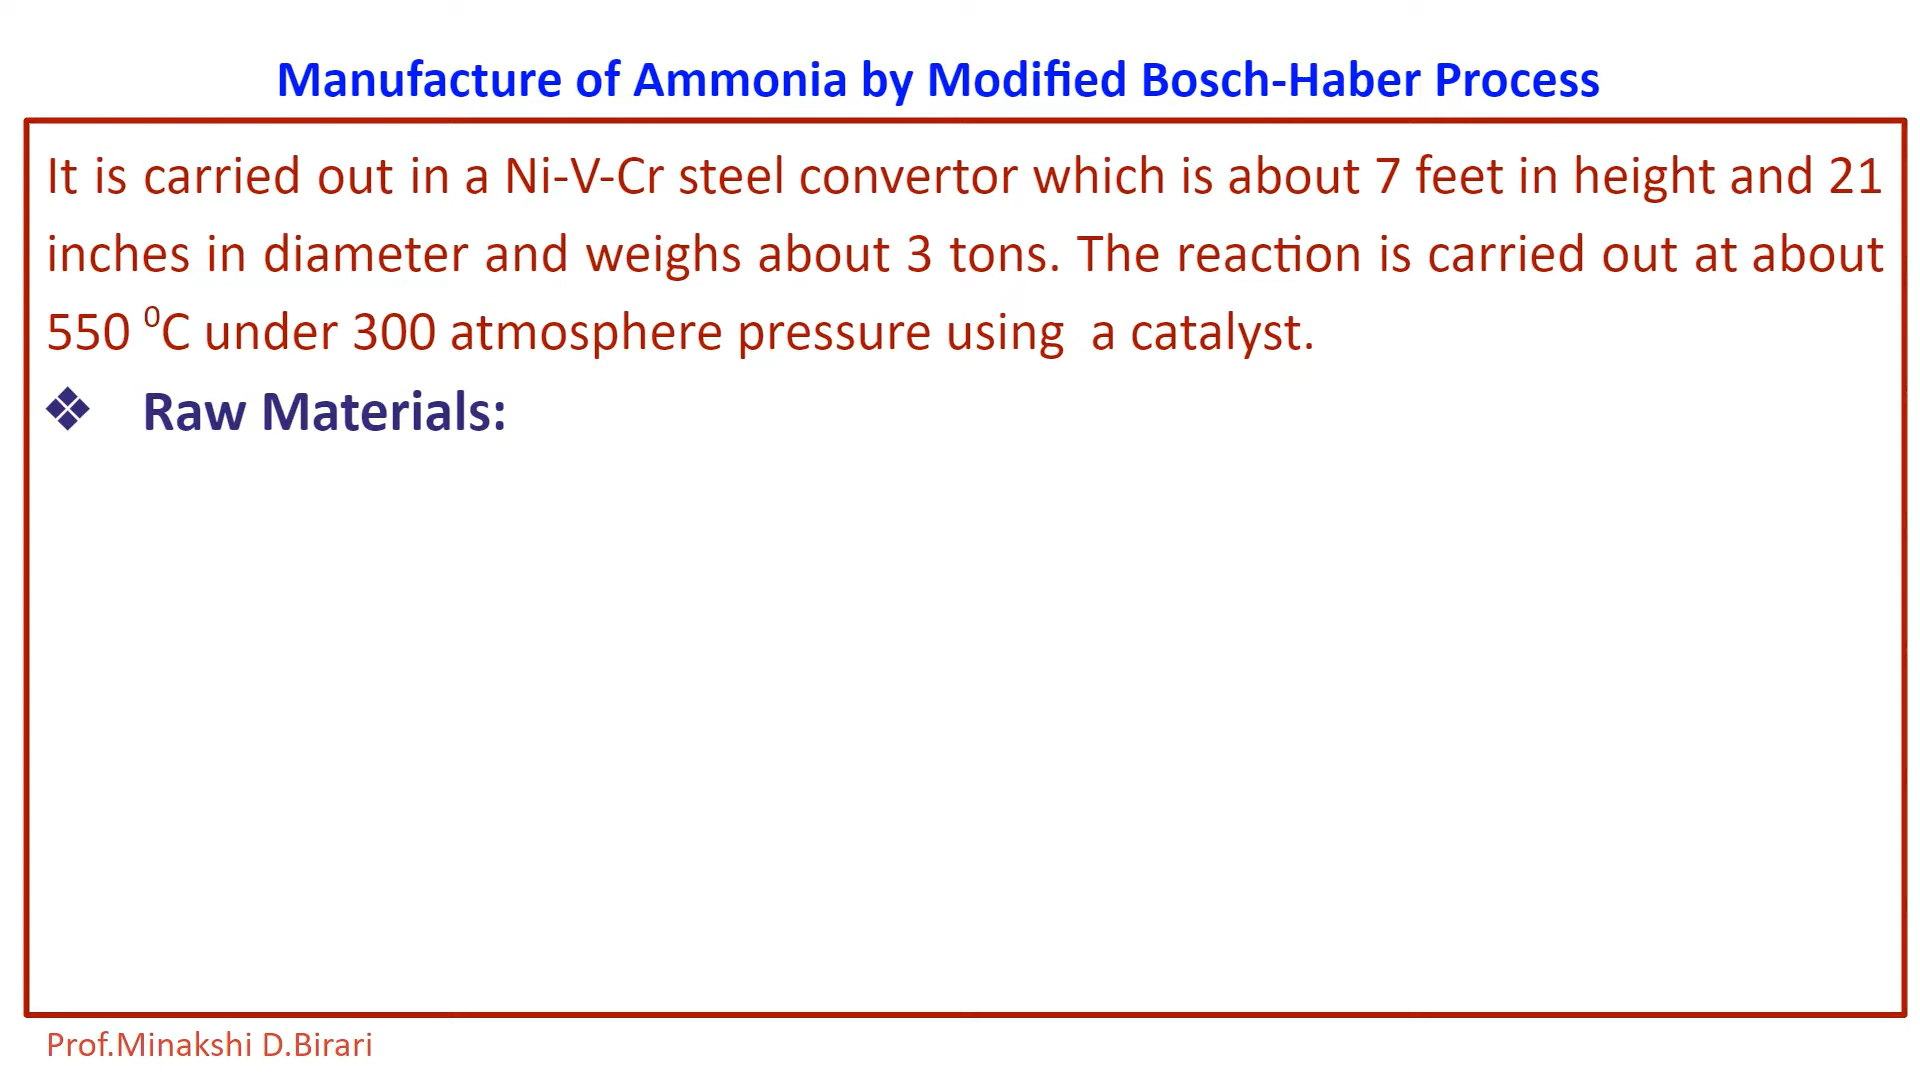 Manufacture of Ammonia by Modified Bosch-Haber Process
It is carried out in a Ni-V-Cr steel convertor which is about 7 feet in height and 21
inches in diameter and weighs about 3 tons. The reaction is carried out at about
550 ⁰C under 300 atmosphere pressure using  a catalyst.
❖ Raw Materials:
Prof.Minakshi D.Birari